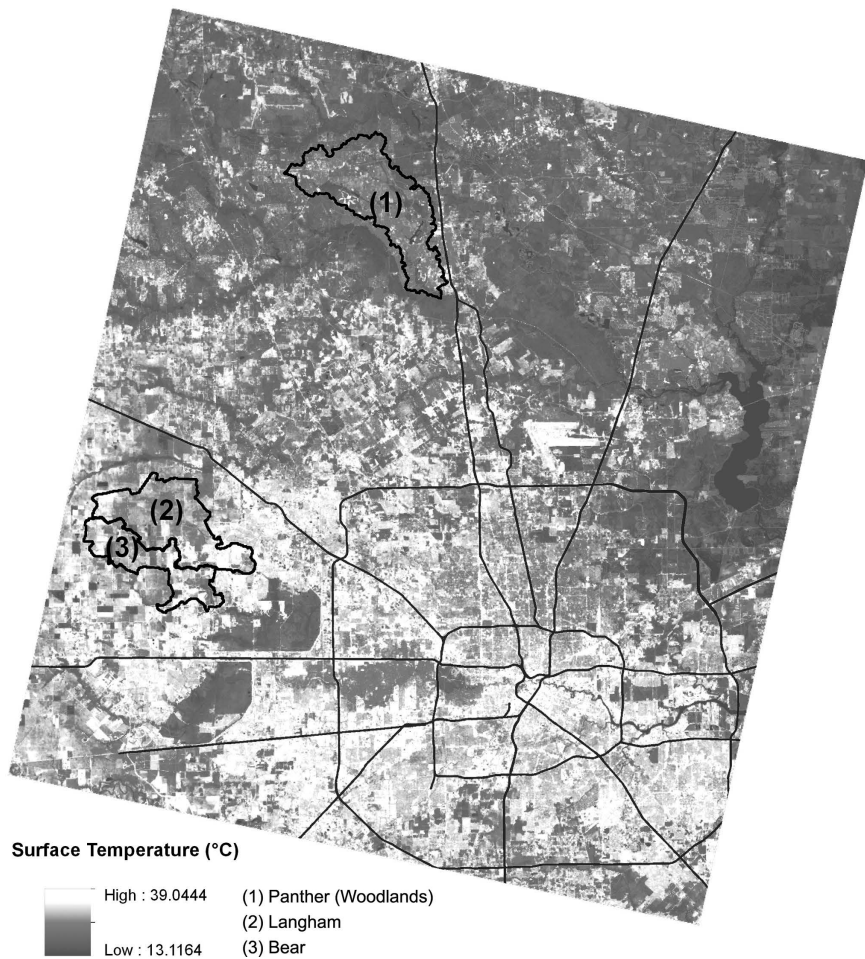 (1)
(2)
(3)
Surface Temperature (°C)
High : 39.0444
Low : 13.1164
(1) Panther (Woodlands)
(2) Langham
(3) Bear